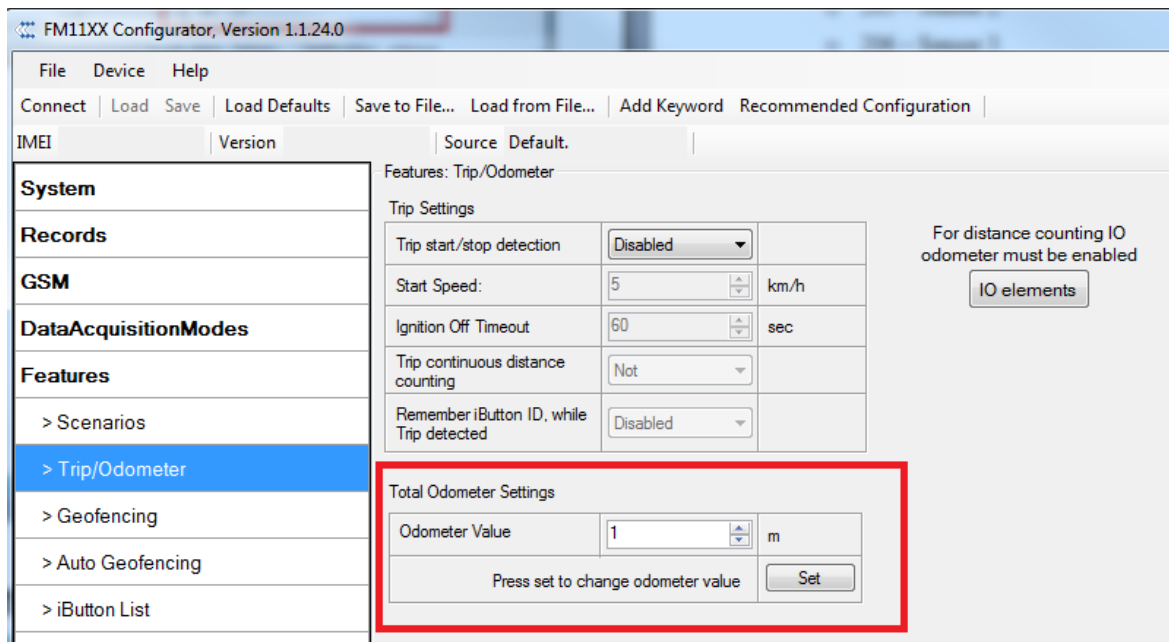 FM11XX Configurator, Version 1.1.24.0
File Device Help
Connect Load Save Load Defaults Save to File... Load from File... Add Keyword Recommended Configuration
IMEI Version Source Default.
System
Records
GSM
DataAcquisitionModes
Features
> Scenarios
> Trip/Odometer
> Geofencing
> Auto Geofencing
> iButton List
Features: Trip/Odometer
Trip Settings
Trip start/stop detection Disabled
Start Speed: 5 km/h
Ignition Off Timeout 60 sec
Trip continuous distance
counting
Not
Remember iButton ID, while
Trip detected
Disabled
For distance counting IO
odometer must be enabled
IO elements
Total Odometer Settings
Odometer Value 1 m
Press set to change odometer value Set